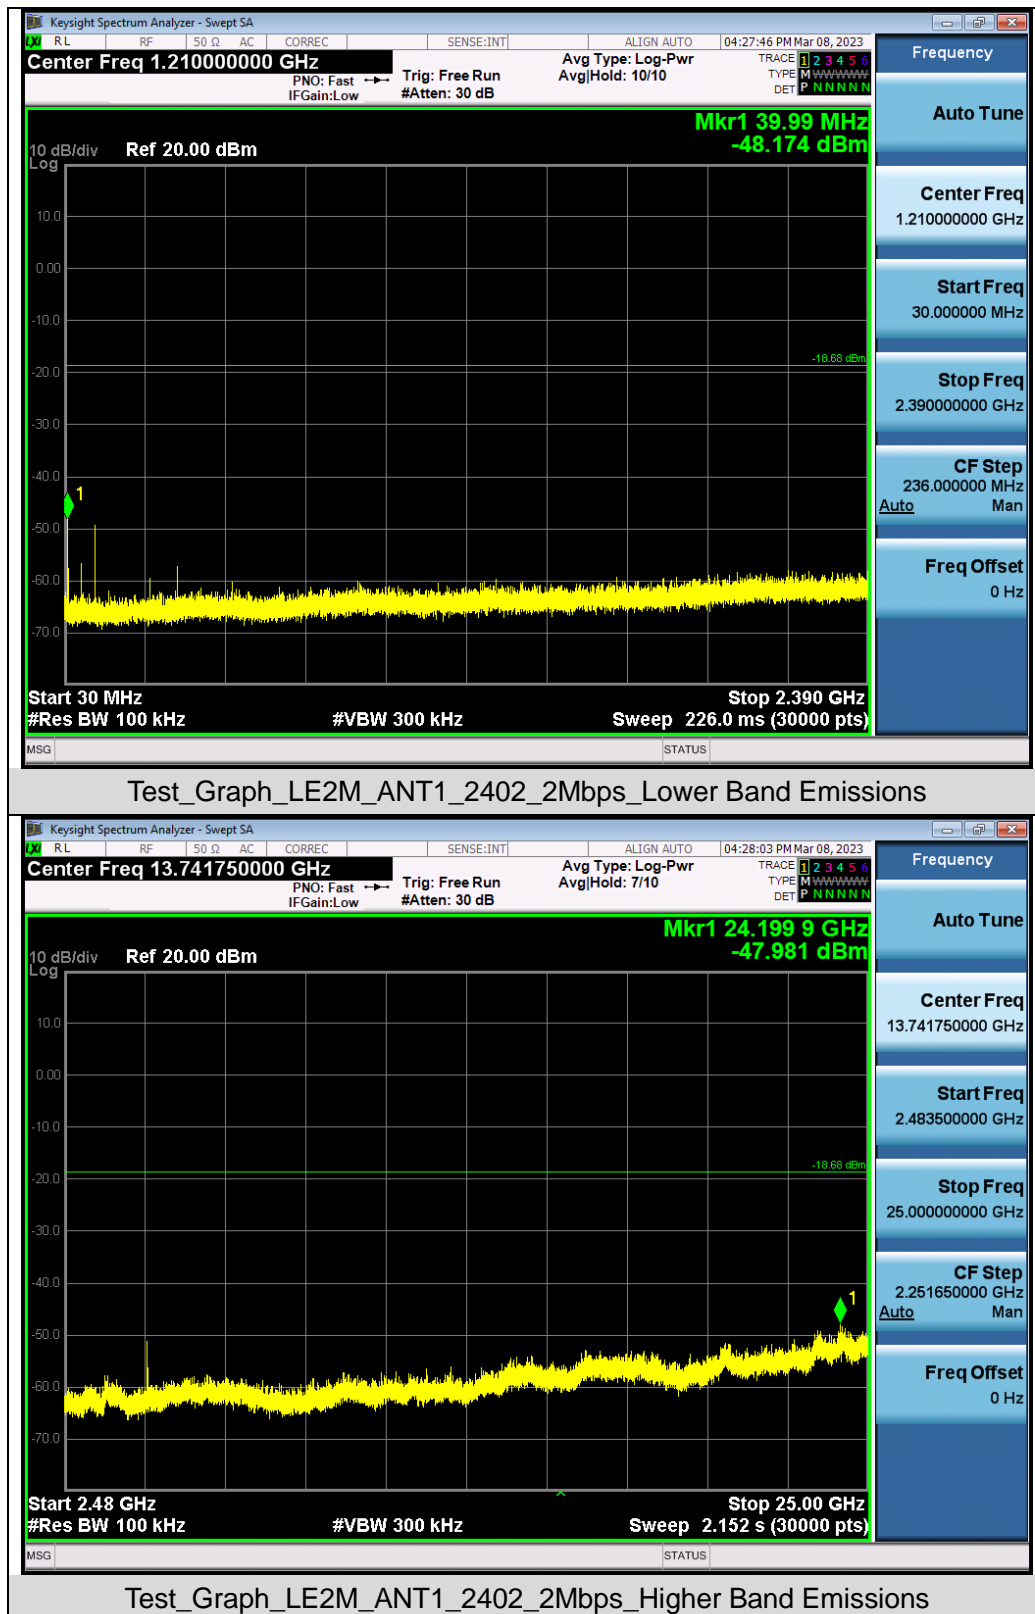 Keysight Spectrum Analyzer - Swept SA
LXI RL RF 50 Ω AC CORREC SENSE:INT ALIGN AUTO 04:27:46 PM Mar 08, 2023
Center Freq 1.210000000 GHz
PNO: Fast
IFGain:Low
Trig: Free Run
#Atten: 30 dB
Avg Type: Log-Pwr
Avg|Hold: 10/10
TRACE 1 2 3 4 5 6
TYPE M WWWWW
DET P N N N N N
Mkr1 39.99 MHz
-48.174 dBm
10 dB/div Ref 20.00 dBm
Log
10.0
0.00
-10.0
-18.68 dBm
-20.0
-30.0
-40.0
1
-50.0
-60.0
-70.0
Start 30 MHz Stop 2.390 GHz
#Res BW 100 kHz #VBW 300 kHz Sweep 226.0 ms (30000 pts)
MSG STATUS
Frequency
Auto Tune
Center Freq
1.210000000 GHz
Start Freq
30.000000 MHz
Stop Freq
2.390000000 GHz
CF Step
236.000000 MHz
Auto Man
Freq Offset
0 Hz
Test_Graph_LE2M_ANT1_2402_2Mbps_Lower Band Emissions
Keysight Spectrum Analyzer - Swept SA
LXI RL RF 50 Ω AC CORREC SENSE:INT ALIGN AUTO 04:28:03 PM Mar 08, 2023
Center Freq 13.741750000 GHz
PNO: Fast
IFGain:Low
Trig: Free Run
#Atten: 30 dB
Avg Type: Log-Pwr
Avg|Hold: 7/10
TRACE 1 2 3 4 5 6
TYPE M WWWWW
DET P N N N N N
Mkr1 24.199 9 GHz
-47.981 dBm
10 dB/div Ref 20.00 dBm
Log
10.0
0.00
-10.0
-18.68 dBm
-20.0
-30.0
-40.0
1
-50.0
-60.0
-70.0
Start 2.48 GHz Stop 25.00 GHz
#Res BW 100 kHz #VBW 300 kHz Sweep 2.152 s (30000 pts)
MSG STATUS
Frequency
Auto Tune
Center Freq
13.741750000 GHz
Start Freq
2.483500000 GHz
Stop Freq
25.000000000 GHz
CF Step
2.251650000 GHz
Auto Man
Freq Offset
0 Hz
Test_Graph_LE2M_ANT1_2402_2Mbps_Higher Band Emissions